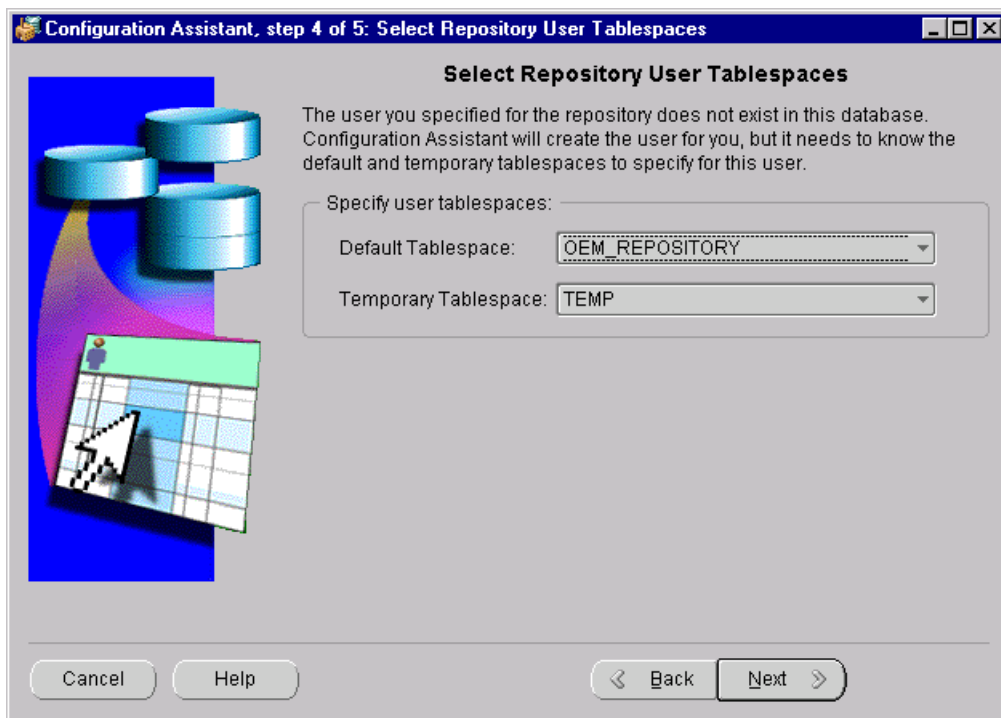 Configuration Assistant, step 4 of 5: Select Repository User Tablespaces
Select Repository User Tablespaces
The user you specified for the repository does not exist in this database.
Configuration Assistant will create the user for you, but it needs to know the
default and temporary tablespaces to specify for this user.
Specify user tablespaces:
Default Tablespace: OEM_REPOSITORY
Temporary Tablespace: TEMP
Cancel Help Back Next